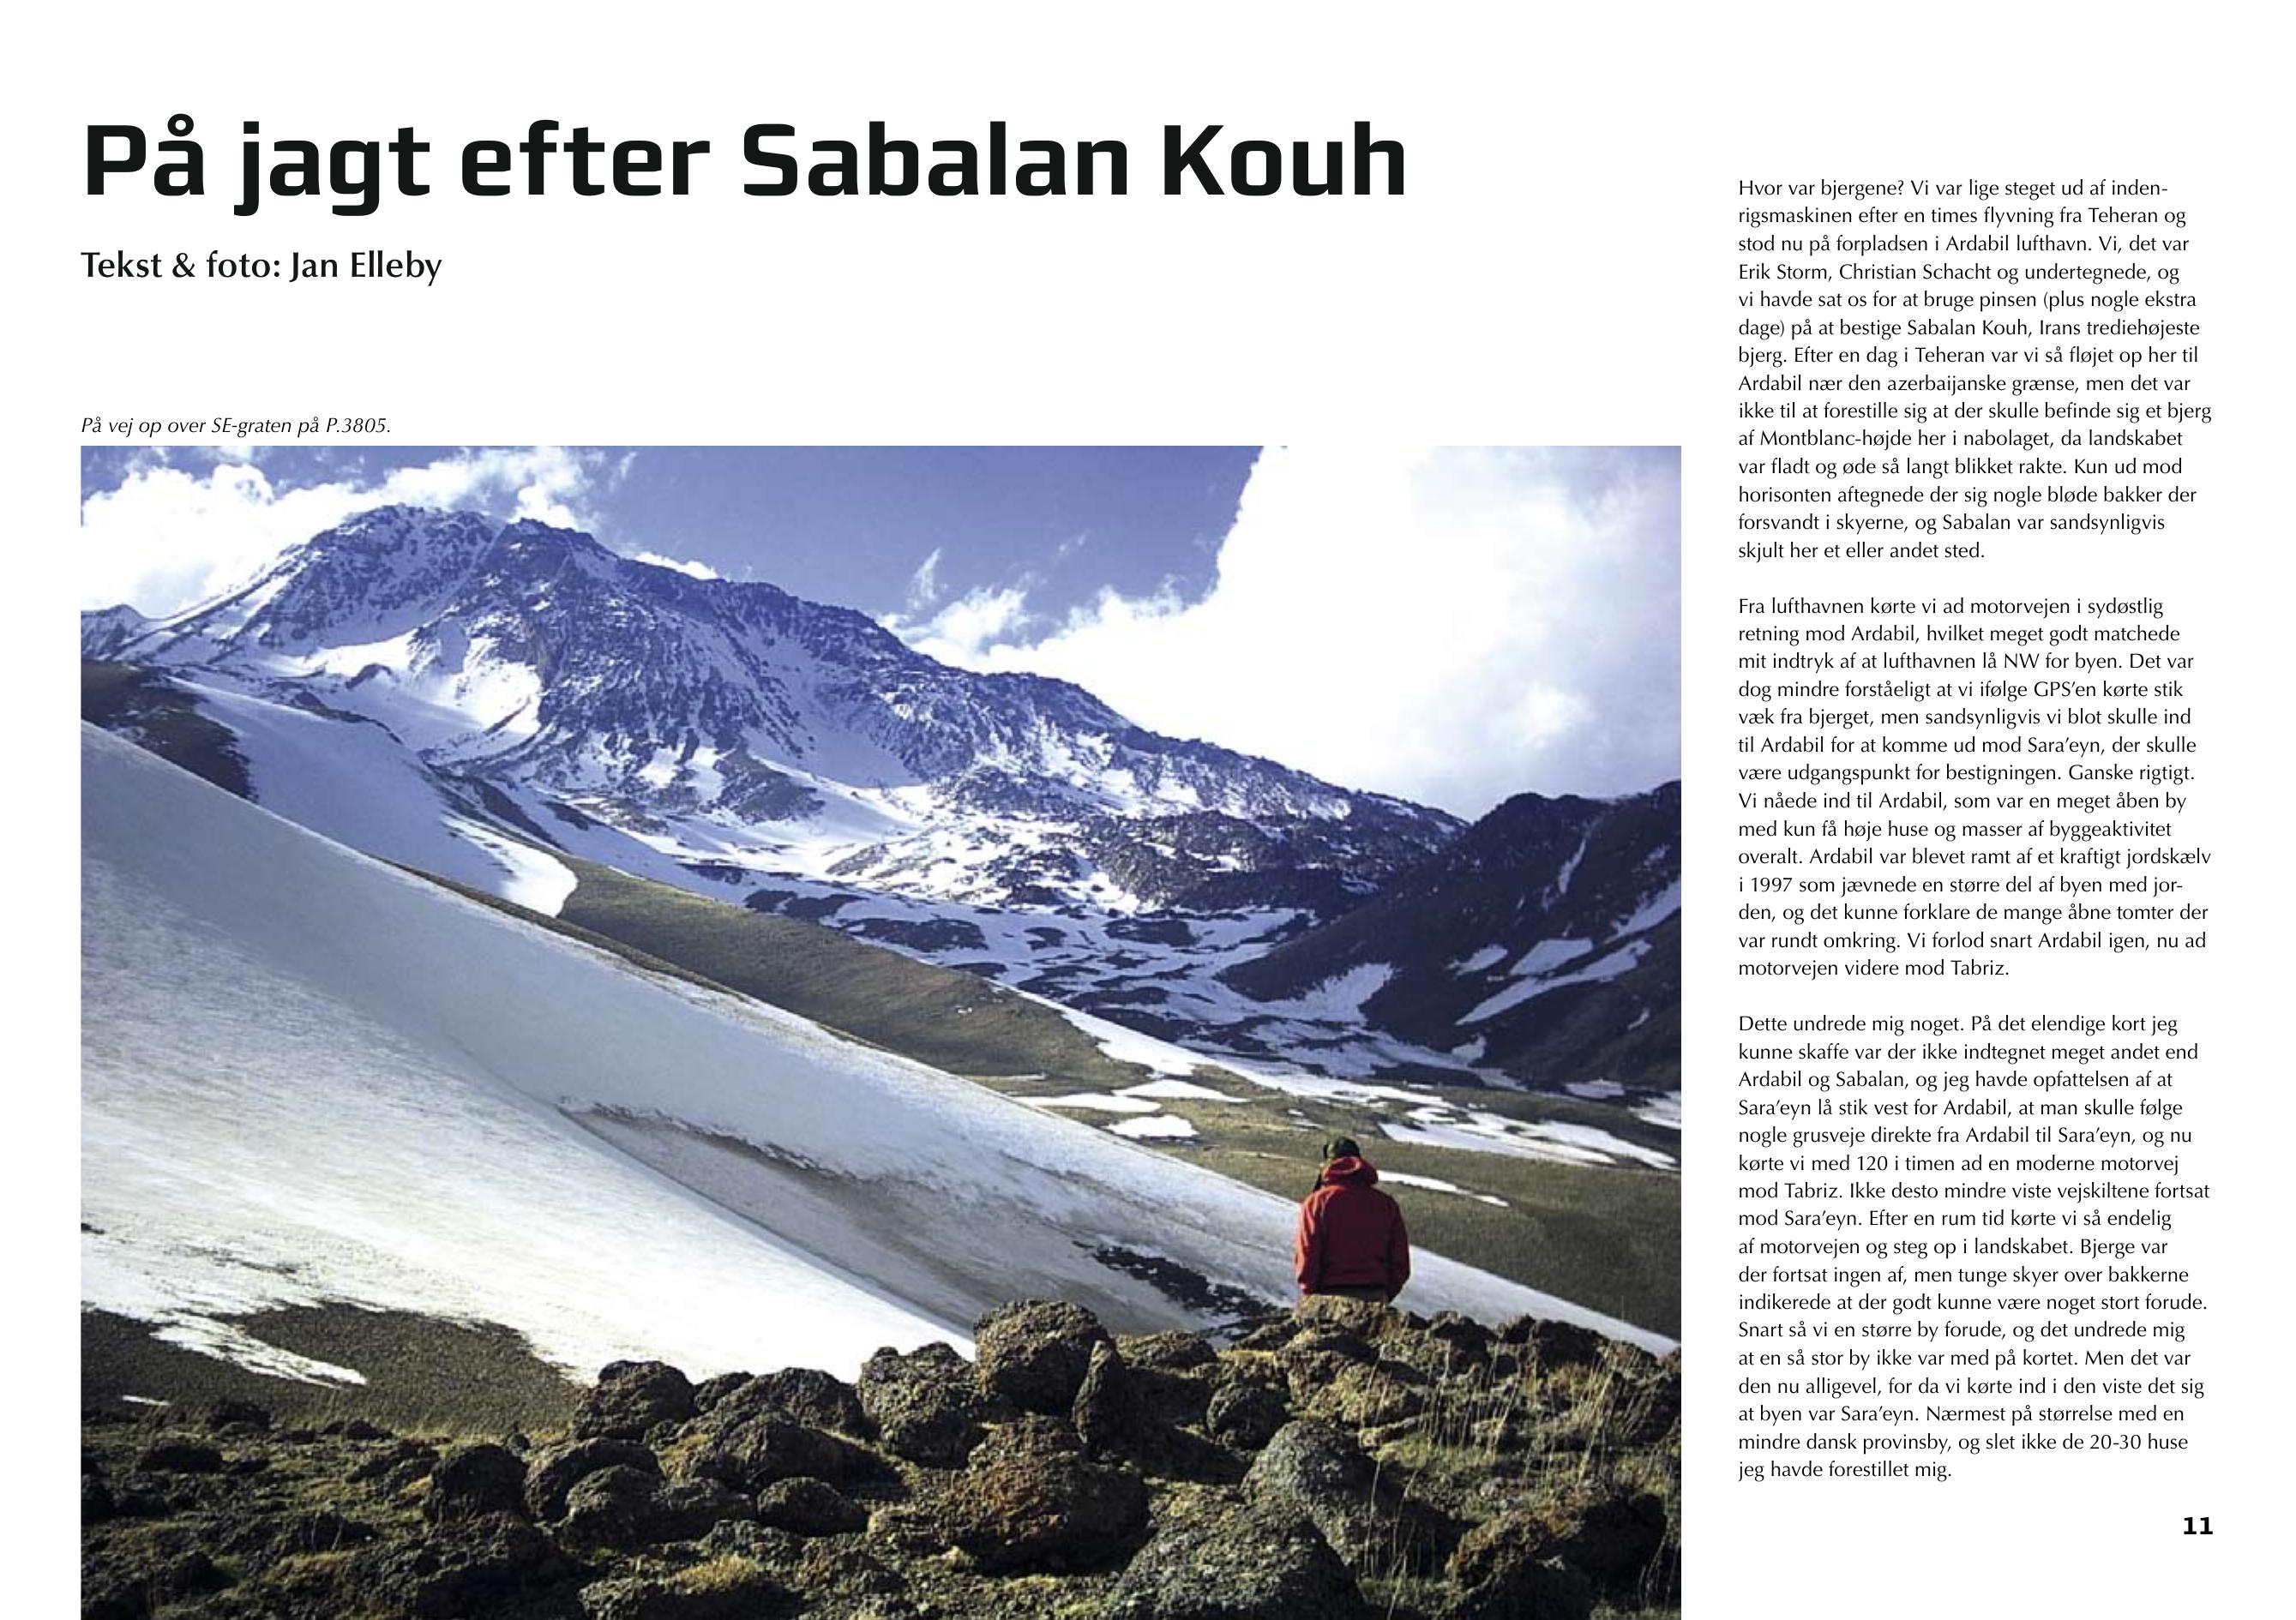 På jagt efter Sabalan Kouh
Tekst & foto: Jan Elleby
På vej op over SE-graten på P.3805.
Hvor var bjergene? Vi var lige steget ud af inden-
rigsmaskinen efter en times flyvning fra Teheran og
stod nu på forpladsen i Ardabil lufthavn. Vi, det var
Erik Storm, Christian Schacht og undertegnede, og
vi havde sat os for at bruge pinsen (plus nogle ekstra
dage) på at bestige Sabalan Kouh, Irans trediehøjeste
bjerg. Efter en dag i Teheran var vi så fløjet op her til
Ardabil nær den azerbaijanske grænse, men det var
ikke til at forestille sig at der skulle befinde sig et bjerg
af Montblanc-højde her i nabolaget, da landskabet
var fladt og øde så langt blikket rakte. Kun ud mod
horisonten aftegnede der sig nogle bløde bakker der
forsvandt i skyerne, og Sabalan var sandsynligvis
skjult her et eller andet sted.
Fra lufthavnen kørte vi ad motorvejen i sydøstlig
retning mod Ardabil, hvilket meget godt matchede
mit indtryk af at lufthavnen lå NW for byen. Det var
dog mindre forståeligt at vi ifølge GPS’en kørte stik
væk fra bjerget, men sandsynligvis vi blot skulle ind
til Ardabil for at komme ud mod Sara’eyn, der skulle
være udgangspunkt for bestigningen. Ganske rigtigt.
Vi nåede ind til Ardabil, som var en meget åben by
med kun få høje huse og masser af byggeaktivitet
overalt. Ardabil var blevet ramt af et kraftigt jordskælv
i 1997 som jævnede en større del af byen med jor-
den, og det kunne forklare de mange åbne tomter der
var rundt omkring. Vi forlod snart Ardabil igen, nu ad
motorvejen videre mod Tabriz.
Dette undrede mig noget. På det elendige kort jeg
kunne skaffe var der ikke indtegnet meget andet end
Ardabil og Sabalan, og jeg havde opfattelsen af at
Sara’eyn lå stik vest for Ardabil, at man skulle følge
nogle grusveje direkte fra Ardabil til Sara’eyn, og nu
kørte vi med 120 i timen ad en moderne motorvej
mod Tabriz. Ikke desto mindre viste vejskiltene fortsat
mod Sara’eyn. Efter en rum tid kørte vi så endelig
af motorvejen og steg op i landskabet. Bjerge var
der fortsat ingen af, men tunge skyer over bakkerne
indikerede at der godt kunne være noget stort forude.
Snart så vi en større by forude, og det undrede mig
at en så stor by ikke var med på kortet. Men det var
den nu alligevel, for da vi kørte ind i den viste det sig
at byen var Sara’eyn. Nærmest på størrelse med en
mindre dansk provinsby, og slet ikke de 20-30 huse
jeg havde forestillet mig.
11